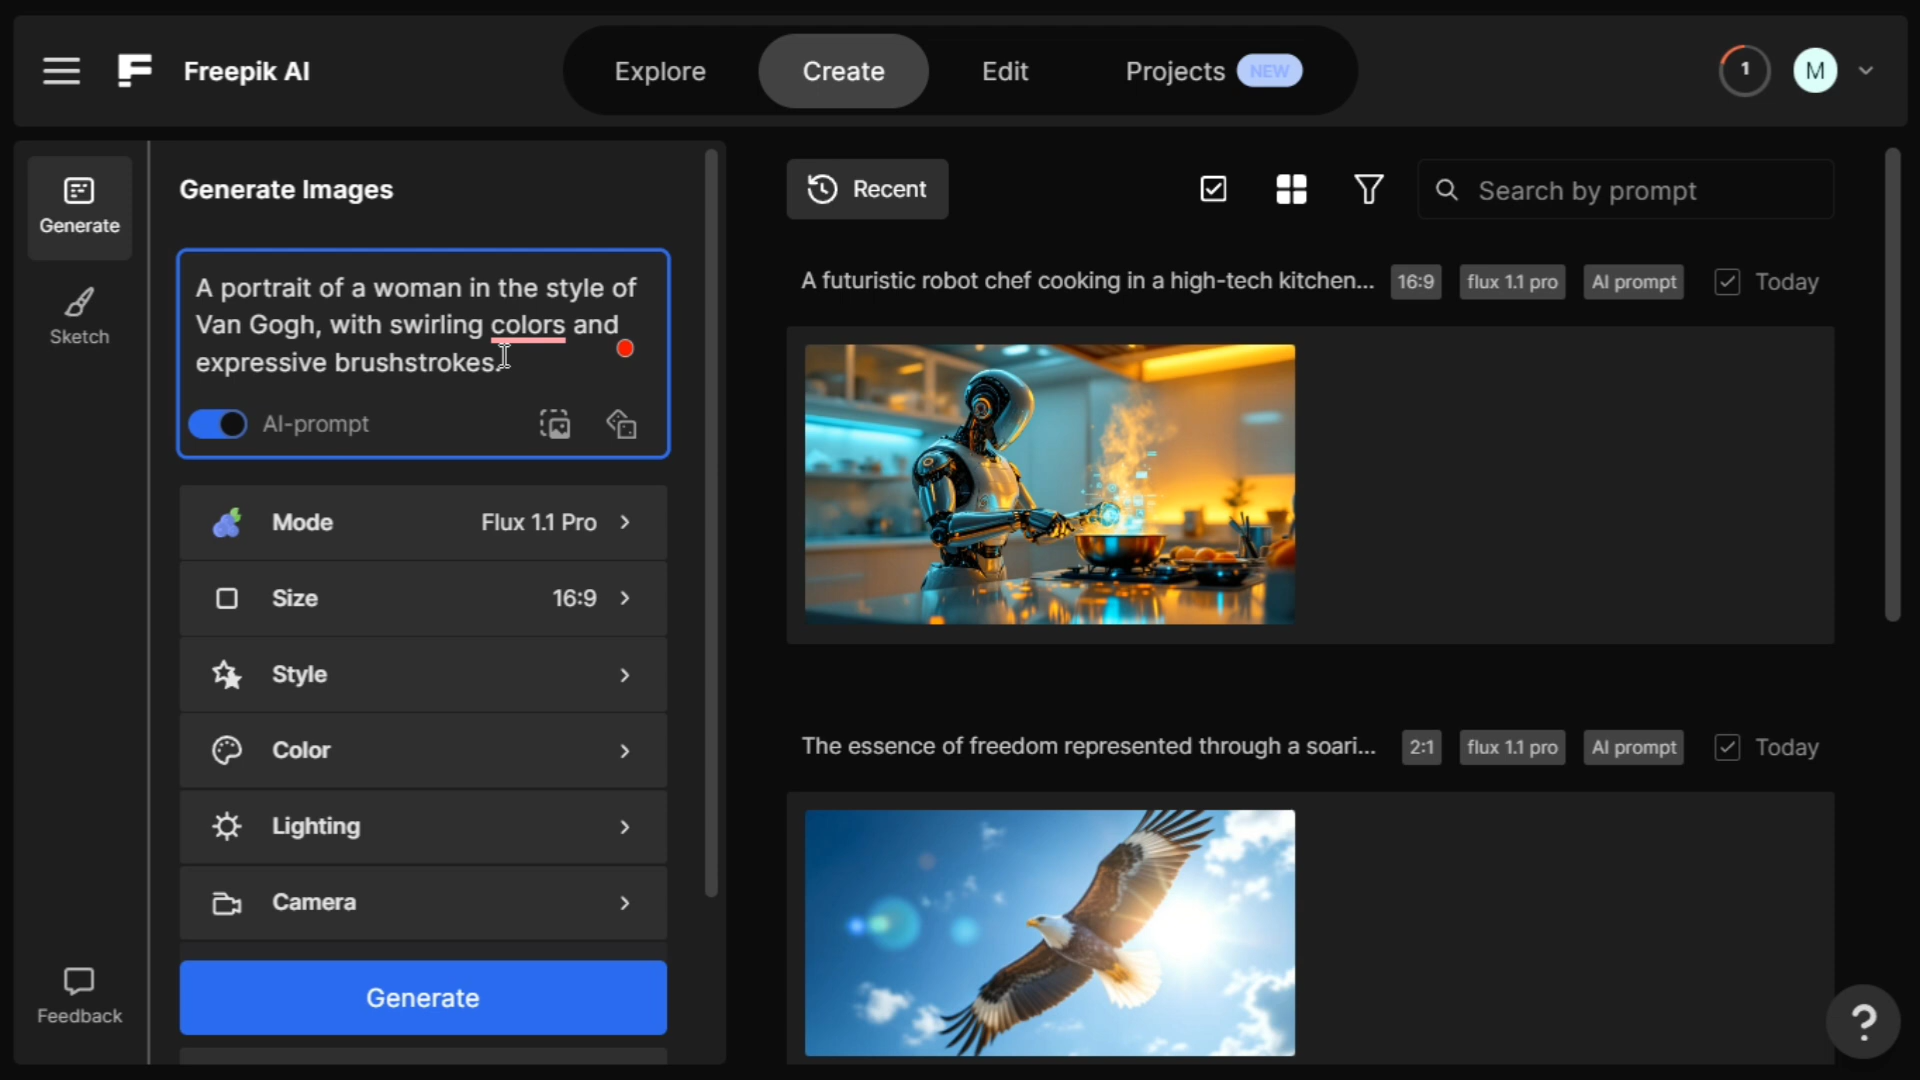 Freepik AI
Explore
Create
Edit
Projects NEW
1
M
Generate
Sketch
Feedback
Generate Images
A portrait of a woman in the style of
Van Gogh, with swirling colors and
expressive brushstrokes.
AI-prompt
Mode Flux 1.1 Pro
Size 16:9
Style
Color
Lighting
Camera
Generate
Recent
Search by prompt
A futuristic robot chef cooking in a high-tech kitchen... 16:9 flux 1.1 pro AI prompt Today
The essence of freedom represented through a soari... 2:1 flux 1.1 pro AI prompt Today
?